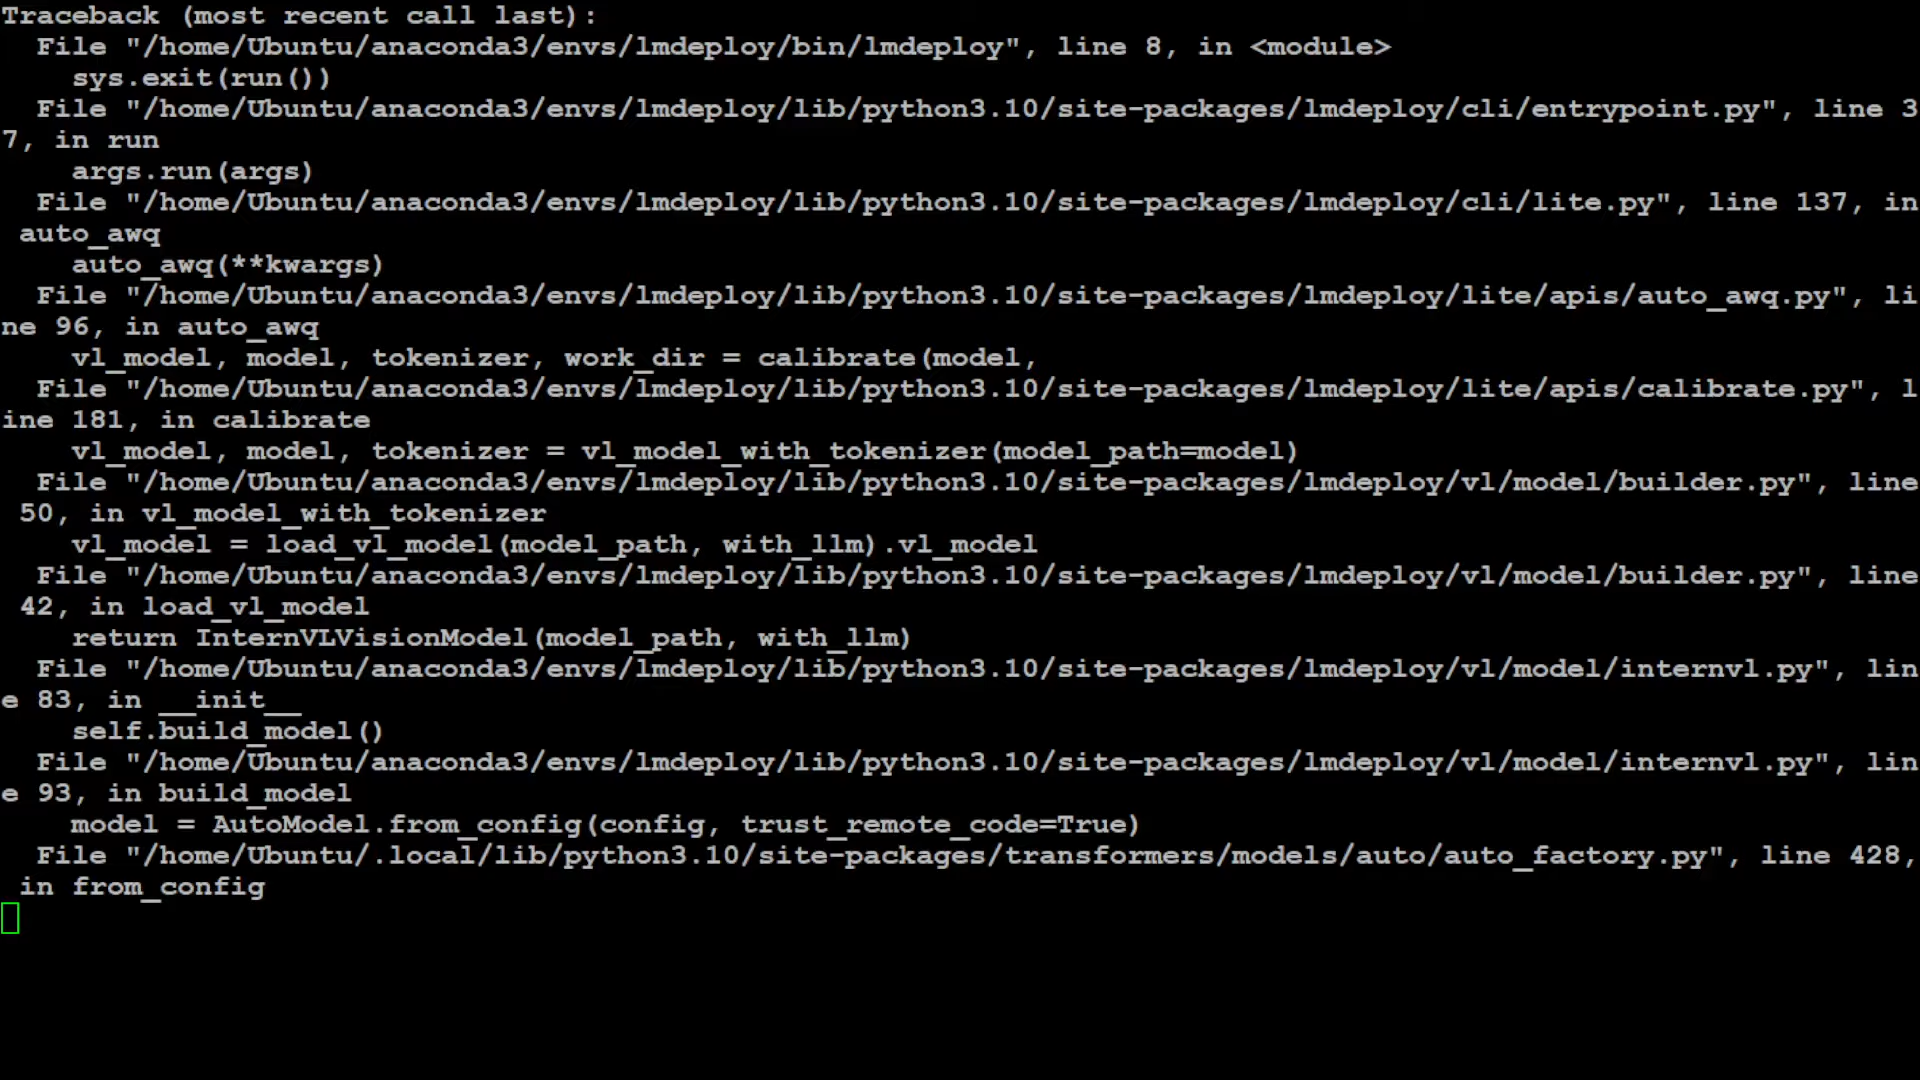 Traceback (most recent call last):
  File "/home/Ubuntu/anaconda3/envs/lmdeploy/bin/lmdeploy", line 8, in <module>
    sys.exit(run())
  File "/home/Ubuntu/anaconda3/envs/lmdeploy/lib/python3.10/site-packages/lmdeploy/cli/entrypoint.py", line 3
7, in run
    args.run(args)
  File "/home/Ubuntu/anaconda3/envs/lmdeploy/lib/python3.10/site-packages/lmdeploy/cli/lite.py", line 137, in
 auto_awq
    auto_awq(**kwargs)
  File "/home/Ubuntu/anaconda3/envs/lmdeploy/lib/python3.10/site-packages/lmdeploy/lite/apis/auto_awq.py", li
ne 96, in auto_awq
    vl_model, model, tokenizer, work_dir = calibrate(model,
  File "/home/Ubuntu/anaconda3/envs/lmdeploy/lib/python3.10/site-packages/lmdeploy/lite/apis/calibrate.py", l
ine 181, in calibrate
    vl_model, model, tokenizer = vl_model_with_tokenizer(model_path=model)
  File "/home/Ubuntu/anaconda3/envs/lmdeploy/lib/python3.10/site-packages/lmdeploy/vl/model/builder.py", line
 50, in vl_model_with_tokenizer
    vl_model = load_vl_model(model_path, with_llm).vl_model
  File "/home/Ubuntu/anaconda3/envs/lmdeploy/lib/python3.10/site-packages/lmdeploy/vl/model/builder.py", line
 42, in load_vl_model
    return InternVLVisionModel(model_path, with_llm)
  File "/home/Ubuntu/anaconda3/envs/lmdeploy/lib/python3.10/site-packages/lmdeploy/vl/model/internvl.py", lin
e 83, in __init__
    self.build_model()
  File "/home/Ubuntu/anaconda3/envs/lmdeploy/lib/python3.10/site-packages/lmdeploy/vl/model/internvl.py", lin
e 93, in build_model
    model = AutoModel.from_config(config, trust_remote_code=True)
  File "/home/Ubuntu/.local/lib/python3.10/site-packages/transformers/models/auto/auto_factory.py", line 428,
 in from_config